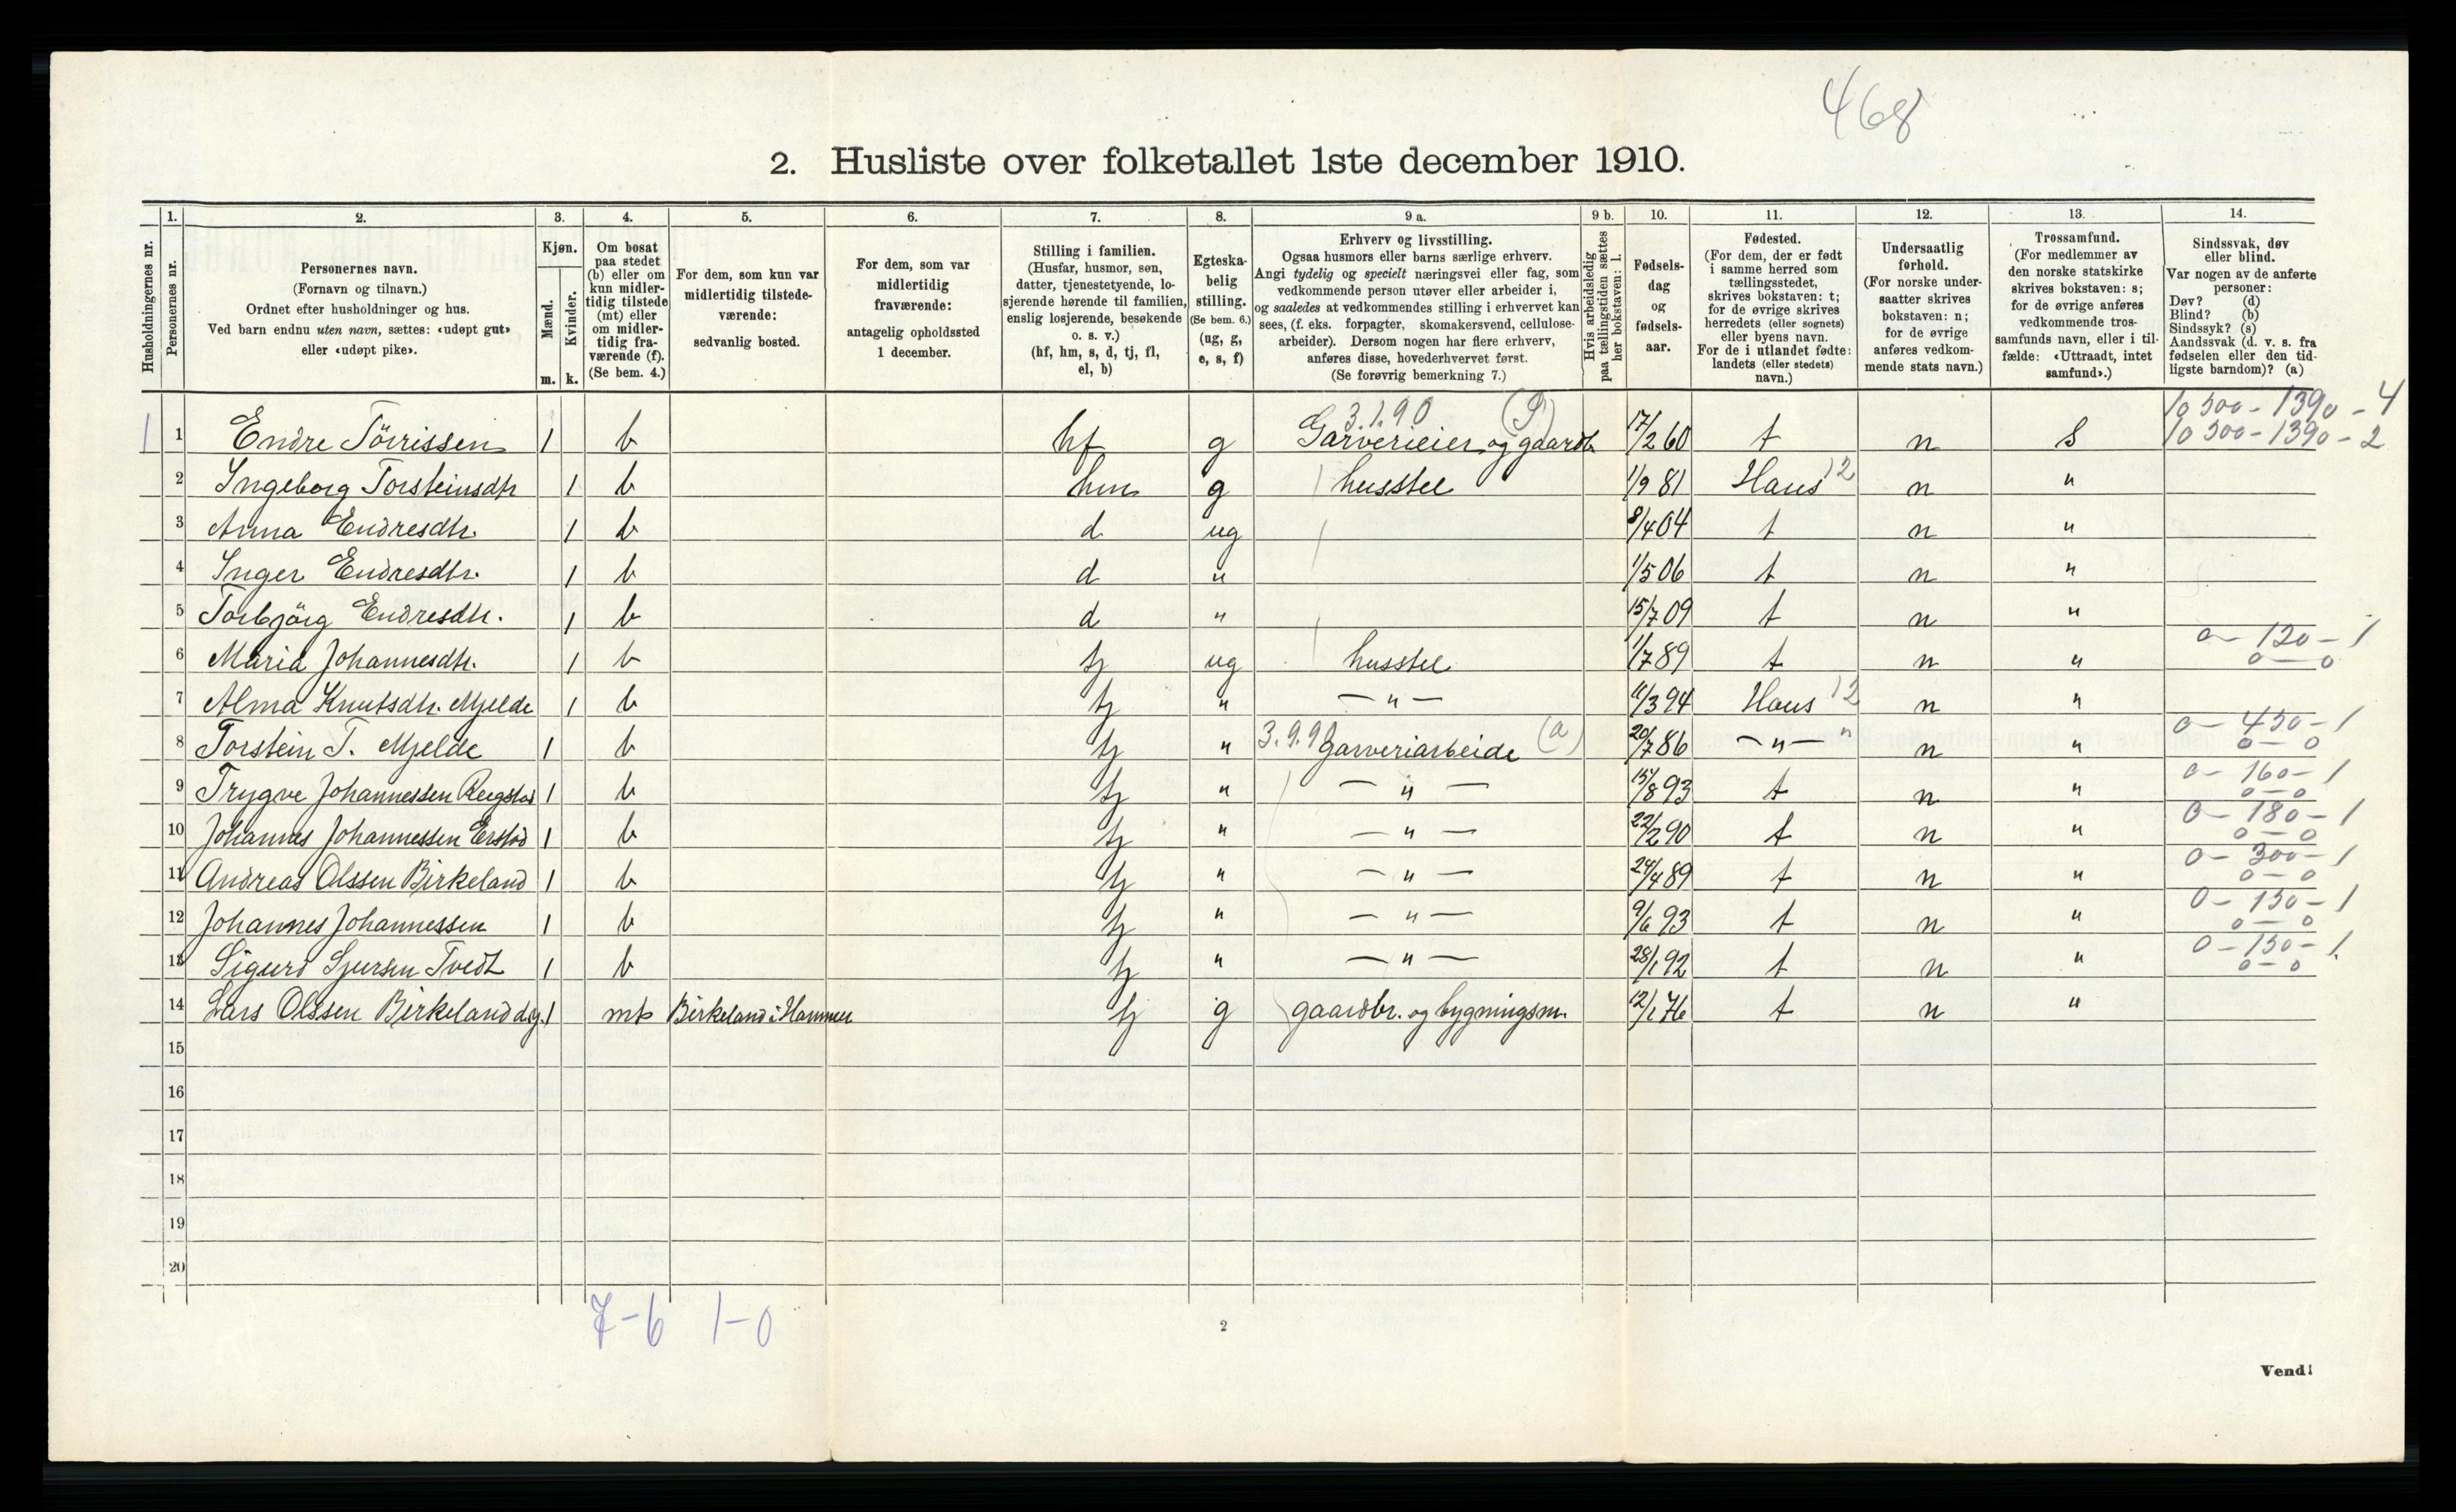 468
2. Husliste over folketallet 1ste december 1910.
Husholdningernes nr.
1. Personernes nr.
2. Personernes navn. (Fornavn og tilnavn.) Ordnet efter husholdninger og hus. Ved barn endnu uten navn, sættes: «udøpt gut» eller «udøpt pike».
3. Kjøn. Mænd. m. Kvinder. k.
4. Om bosat paa stedet (b) eller om kun midlertidig tilstede (mt) eller om midlertidig fraværende (f). (Se bem. 4.)
5. For dem, som kun var midlertidig tilstedeværende: sedvanlig bosted.
6. For dem, som var midlertidig fraværende: antagelig opholdssted 1 december.
7. Stilling i familien. (Husfar, husmor, søn, datter, tjenestetyende, losjerende hørende til familien, enslig losjerende, besøkende o. s. v.) (hf, hm, s, d, tj, fl, el, b)
8. Egteskabelig stilling. (Se bem. 6.) (ug, g, e, s, f)
9 a. Erhverv og livsstilling. Ogsaa husmors eller barns særlige erhverv. Angi tydelig og specielt næringsvei eller fag, som vedkommende person utøver eller arbeider i, og saaledes at vedkommendes stilling i erhvervet kan sees, (f. eks. forpagter, skomakersvend, cellulosearbeider). Dersom nogen har flere erhverv, anføres disse, hovederhvervet først. (Se forøvrig bemerkning 7.)
9 b. Hvis arbeidsledig paa tællingstiden sættes her bokstaven: l.
10. Fødselsdag og fødselsaar.
11. Fødested. (For dem, der er født i samme herred som tællingsstedet, skrives bokstaven: t; for de øvrige skrives herredets (eller sognets) eller byens navn. For de i utlandet fødte: landets (eller stedets) navn.)
12. Undersaatlig forhold. (For norske undersaatter skrives bokstaven: n; for de øvrige anføres vedkommende stats navn.)
13. Trossamfund. (For medlemmer av den norske statskirke skrives bokstaven: s; for de øvrige anføres vedkommende trossamfunds navn, eller i tilfælde: «Uttraadt, intet samfund».)
14. Sindssvak, døv eller blind. Var nogen av de anførte personer: Døv? (d) Blind? (b) Sindssyk? (s) Aandssvak (d. v. s. fra fødselen eller den tidligste barndom)? (a)
3.1.90 (P) 10 300 - 1390 - 4
1 1 Endre Törrissen 1 b hf g Garverieier og gaardb 17/2 60 t n S 10 300 - 1390 - 2
2 Ingeborg Torsteinsdtr 1 b hm g husstel 1/9 81 Haus 12 n "
3 Anna Endresdtr. 1 b d ug 8/4 04 t n "
4 Inger Endresdtr. 1 b d " 1/5 06 t n "
5 Torbjörg Endresdtr. 1 b d " 15/7 09 t n "
6 Maria Johannesdtr. 1 b tj ug husstel 1/7 89 t n " 0 - 120 - 1 0 - 0
7 Alma Knutsdtr. Mjelde 1 b tj " - " - 11/3 94 Haus 12 n "
8 Torstein T. Mjelde 1 b tj " 3.9.9 Garveriarbeide (a) 20/7 86 - " - " n " 0 - 450 - 1 0 - 0
9 Trygve Johannessen 1 b tj " - " - 15/8 93 t n " 0 - 160 - 1 0 - 0
10 Johannes Johannessen 1 b tj " - " - 22/2 90 t n " 0 - 180 - 1 0 - 0
11 Andreas Olssen Birkeland 1 b tj " - " - 24/4 89 t n " 0 - 300 - 1 0 - 0
12 Johannes Johannessen 1 b tj " - " - 9/6 93 t n " 0 - 150 - 1 0 - 0
13 Sigurd Sjursen Tvedt 1 b tj " - " - 28/1 92 t n " 0 - 150 - 1. 0 - 0
14 Lars Olssen Birkeland d.y. 1 mt Birkeland i Hammer tj g gaardbr. og bygningsm. 12/1 76 t n "
15
16
17
18
19
20
7-6 1-0
2
Vend!